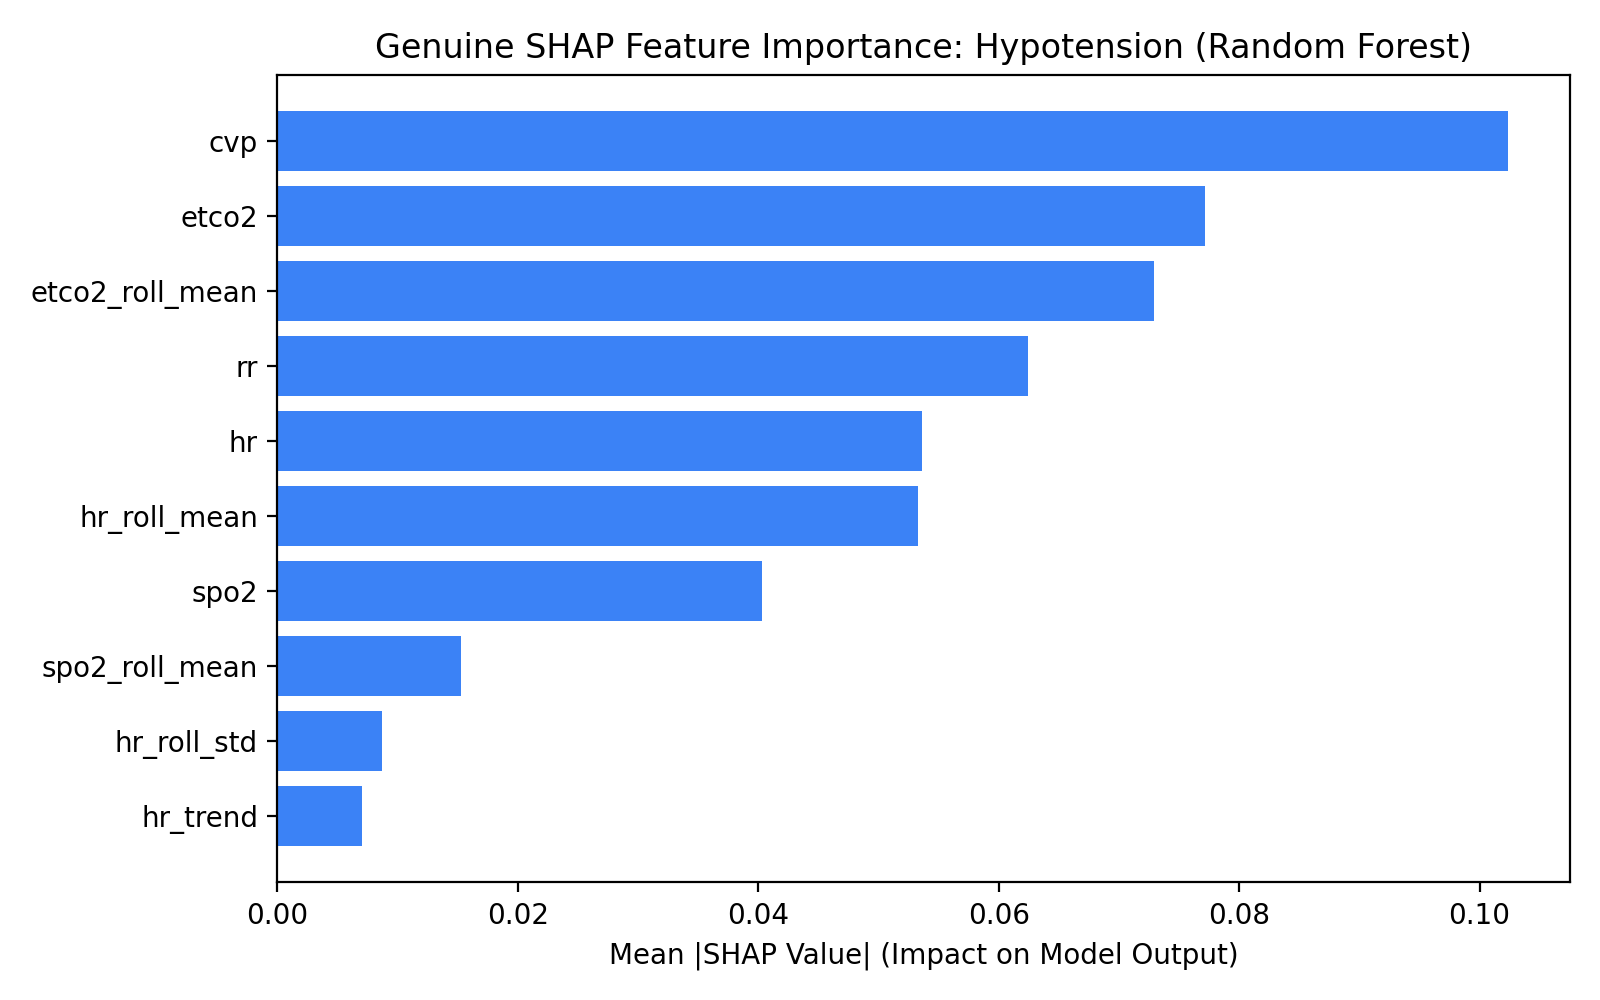 Genuine SHAP Feature Importance: Hypotension (Random Forest)
cvp
etco2
etco2_roll_mean
rr
hr
hr_roll_mean
spo2
spo2_roll_mean
hr_roll_std
hr_trend
0.00 0.02 0.04 0.06 0.08 0.10
Mean |SHAP Value| (Impact on Model Output)